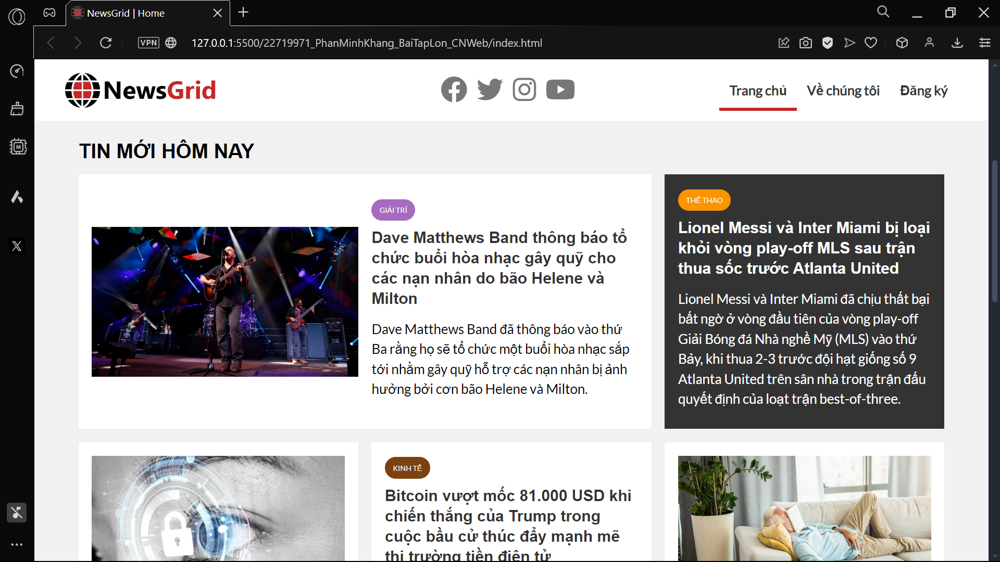 NewsGrid | Home
VPN
127.0.0.1:5500/22719971_PhanMinhKhang_BaiTapLon_CNWeb/index.html
M
NewsGrid
Trang chủ
Về chúng tôi
Đăng ký
TIN MỚI HÔM NAY
GIẢI TRÍ
Dave Matthews Band thông báo tổ
chức buổi hòa nhạc gây quỹ cho
các nạn nhân do bão Helene và
Milton
Dave Matthews Band đã thông báo vào thứ
Ba rằng họ sẽ tổ chức một buổi hòa nhạc sắp
tới nhằm gây quỹ hỗ trợ các nạn nhân bị ảnh
hưởng bởi cơn bão Helene và Milton.
THỂ THAO
Lionel Messi và Inter Miami bị loại
khỏi vòng play-off MLS sau trận
thua sốc trước Atlanta United
Lionel Messi và Inter Miami đã chịu thất bại
bất ngờ ở vòng đầu tiên của vòng play-off
Giải Bóng đá Nhà nghề Mỹ (MLS) vào thứ
Bảy, khi thua 2-3 trước đội hạt giống số 9
Atlanta United trên sân nhà trong trận đấu
quyết định của loạt trận best-of-three.
KINH TẾ
Bitcoin vượt mốc 81.000 USD khi
chiến thắng của Trump trong
cuộc bầu cử thúc đẩy mạnh mẽ
thị trường tiền điện tử